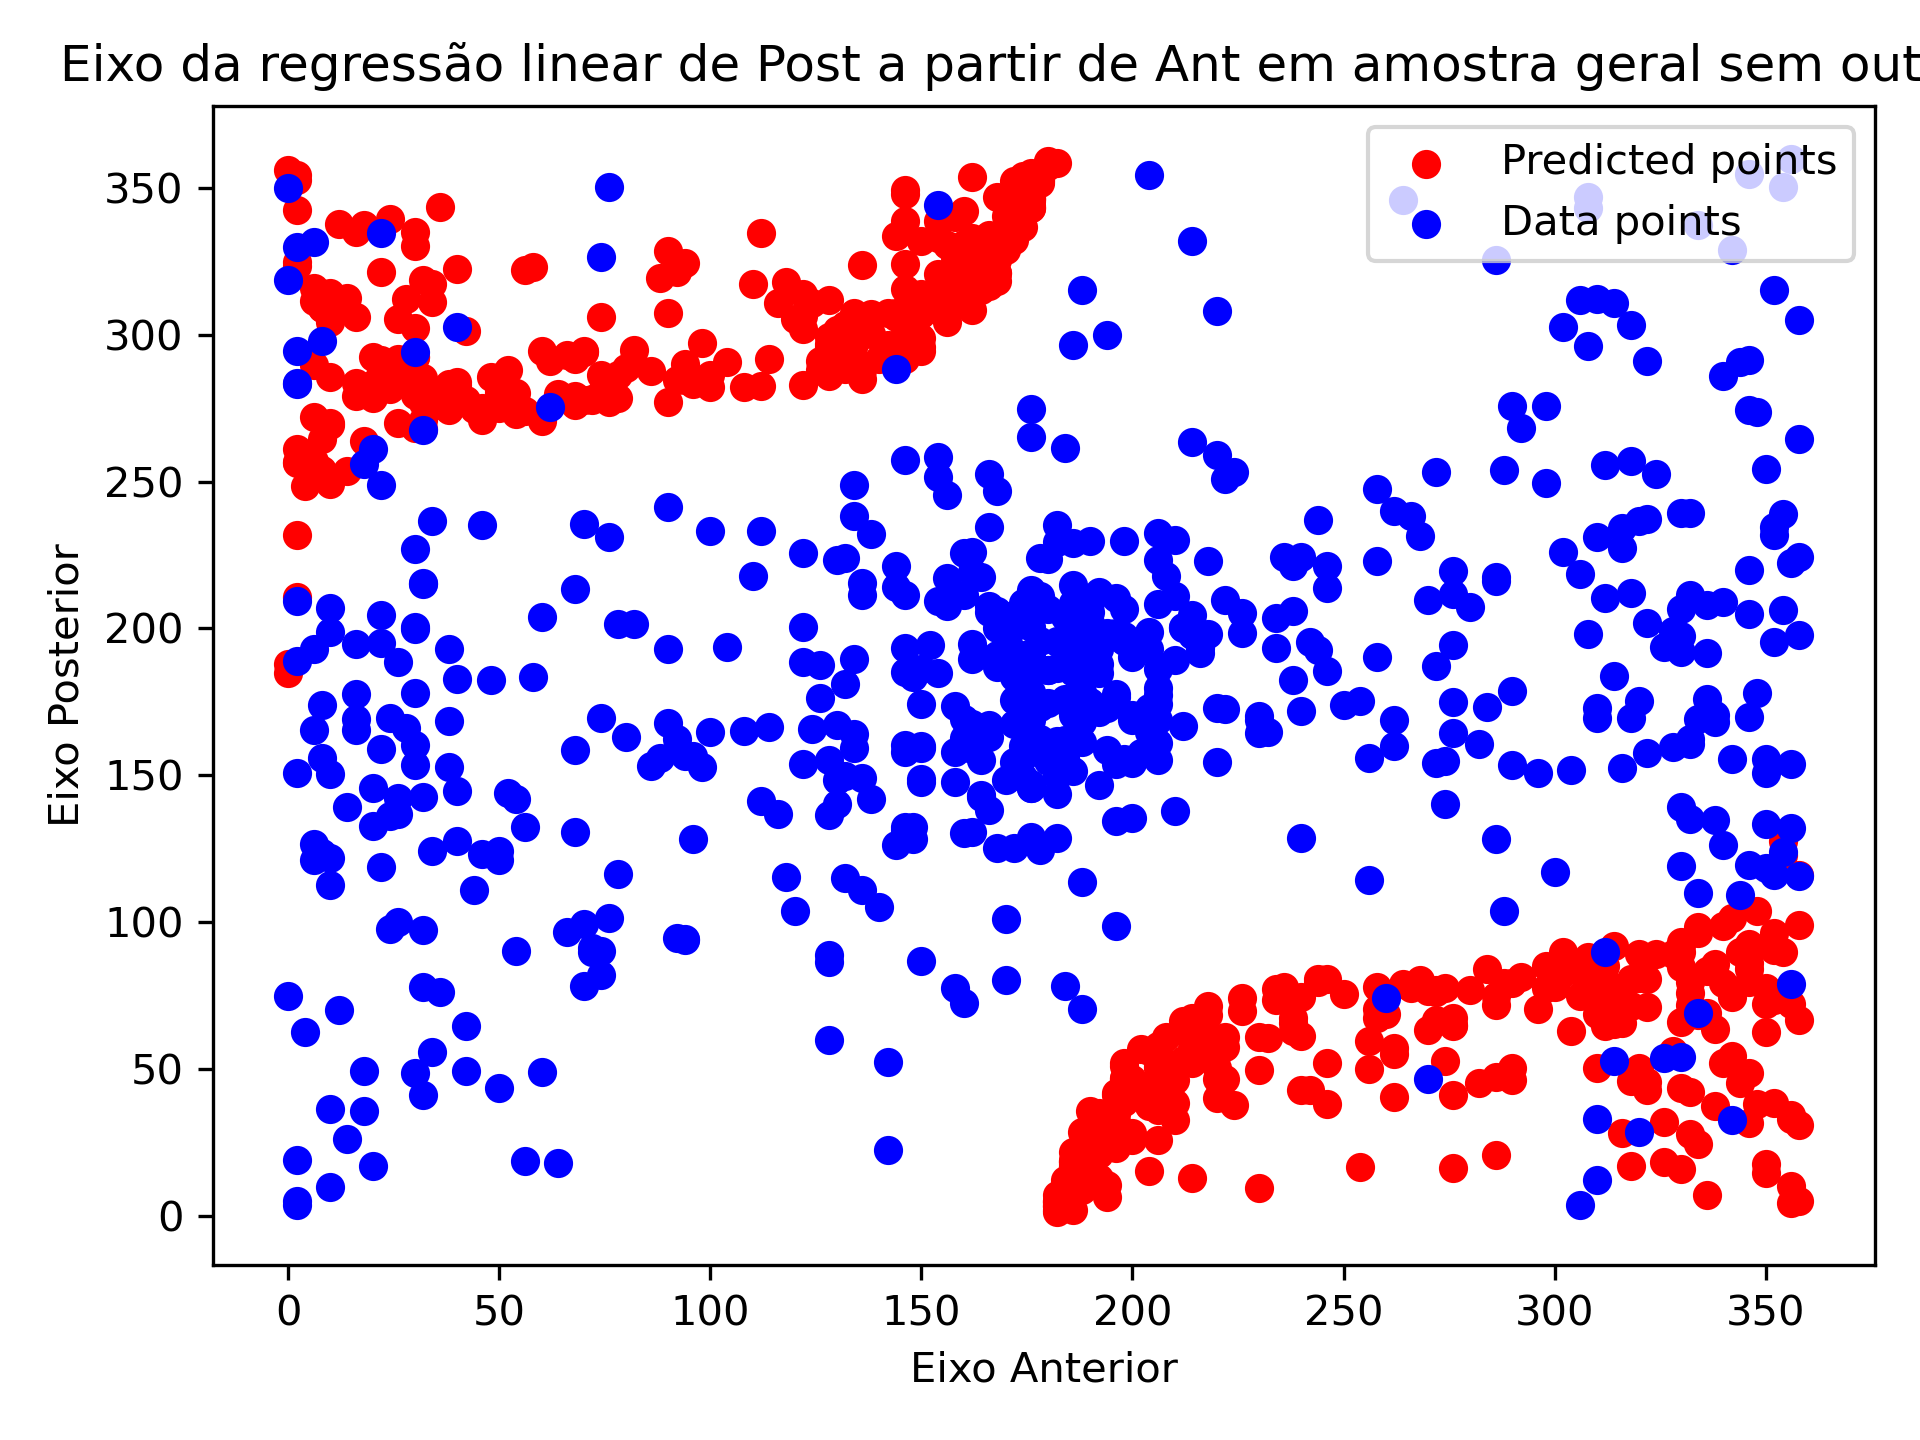 Eixo da regressão linear de Post a partir de Ant em amostra geral sem out
Predicted points
Data points
350
300
250
200
150
100
50
0
Eixo Posterior
0 50 100 150 200 250 300 350
Eixo Anterior